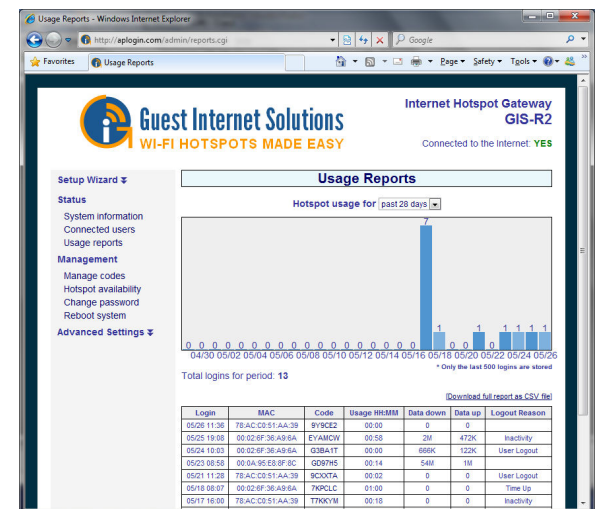 Usage Reports - Windows Internet Explorer
http://aplogin.com/admin/reports.cgi
Google
Favorites
Usage Reports
Page Safety Tools
Guest Internet Solutions
WI-FI HOTSPOTS MADE EASY
Internet Hotspot Gateway
GIS-R2
Connected to the Internet: YES
Setup Wizard
Status
System information
Connected users
Usage reports
Management
Manage codes
Hotspot availability
Change password
Reboot system
Advanced Settings
Usage Reports
Hotspot usage for past 28 days
7
1 1 1 1 1 1
0 0 0 0 0 0 0 0 0 0 0 0 0 0 0 0 0 0
04/30 05/02 05/04 05/06 05/08 05/10 05/12 05/14 05/16 05/18 05/20 05/22 05/24 05/26
* Only the last 500 logins are stored
Total logins for period: 13
[Download full report as CSV file]
Login MAC Code Usage HH:MM Data down Data up Logout Reason
05/26 11:36 78:AC:C0:51:AA:39 9Y9CE2 00:00 0 0
05/25 19:08 00:02:6F:36:A9:6A EYAMCW 00:58 2M 472K Inactivity
05/24 10:03 00:02:6F:36:A9:6A G3BA1T 00:00 666K 122K User Logout
05/23 08:58 00:0A:95:E8:8F:8C GD97H5 00:14 54M 1M
05/21 11:28 78:AC:C0:51:AA:39 9CXXTA 00:02 0 0 User Logout
05/18 08:07 00:02:6F:36:A9:6A 7KPCLC 01:00 0 0 Time Up
05/17 16:00 78:AC:C0:51:AA:39 T7KKYM 00:18 0 0 Inactivity